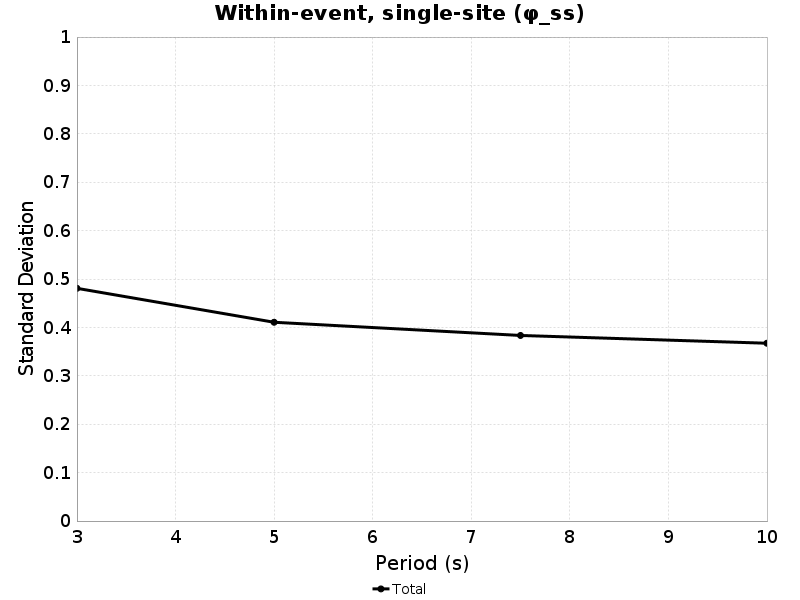 Within-event, single-site (φ_ss)
1
0.9
0.8
0.7
0.6
0.5
0.4
0.3
0.2
0.1
0
Standard Deviation
3 4 5 6 7 8 9 10
Period (s)
Total